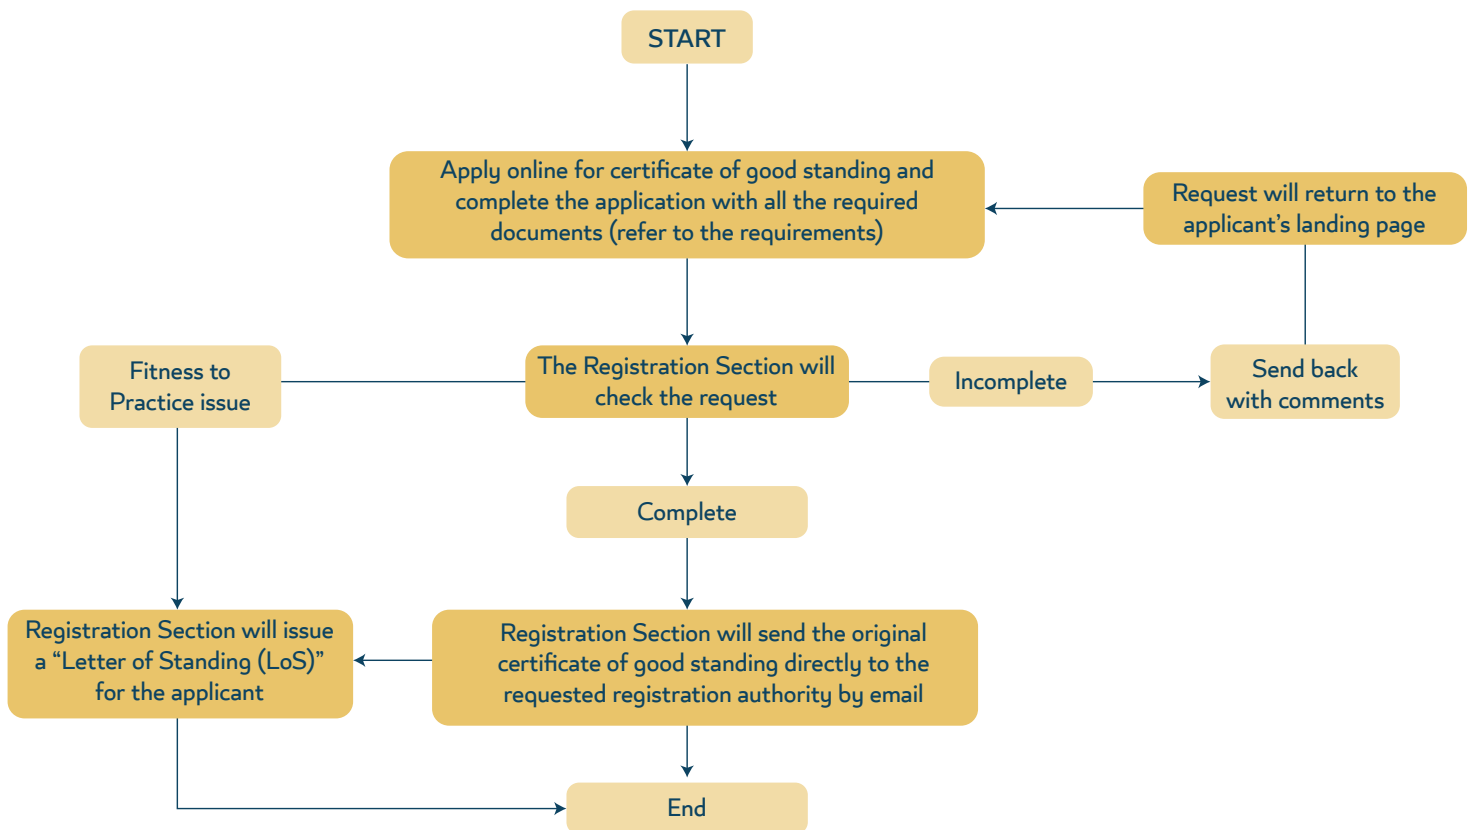 START
Apply online for certificate of good standing and
complete the application with all the required
documents (refer to the requirements)
Request will return to the
applicant’s landing page
Fitness to
Practice issue
The Registration Section will
check the request
Incomplete
Send back
with comments
Complete
Registration Section will issue
a “Letter of Standing (LoS)”
for the applicant
Registration Section will send the original
certificate of good standing directly to the
requested registration authority by email
End